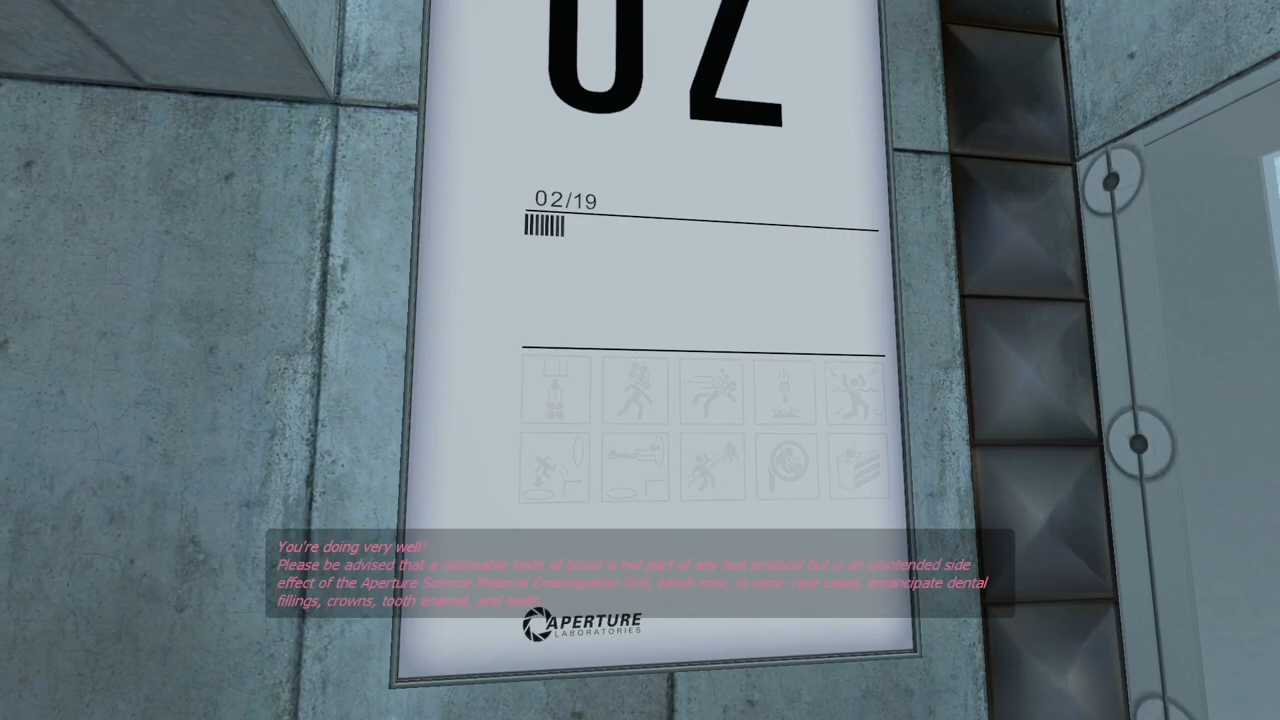 02
02/19
You're doing very well!
Please be advised that a noticeable taste of blood is not part of any test protocol but is an unintended side
effect of the Aperture Science Material Emancipation Grill, which may, in semi- rare cases, emancipate dental
fillings, crowns, tooth enamel, and teeth.
APERTURE
LABORATORIES